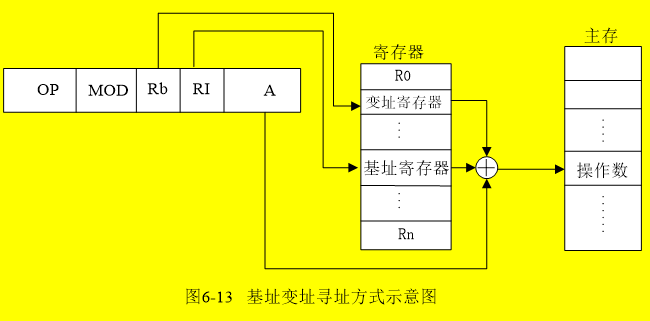 寄存器
主存
OP MOD Rb RI A
R0
变址寄存器
基址寄存器
操作数
Rn
图6-13 基址变址寻址方式示意图